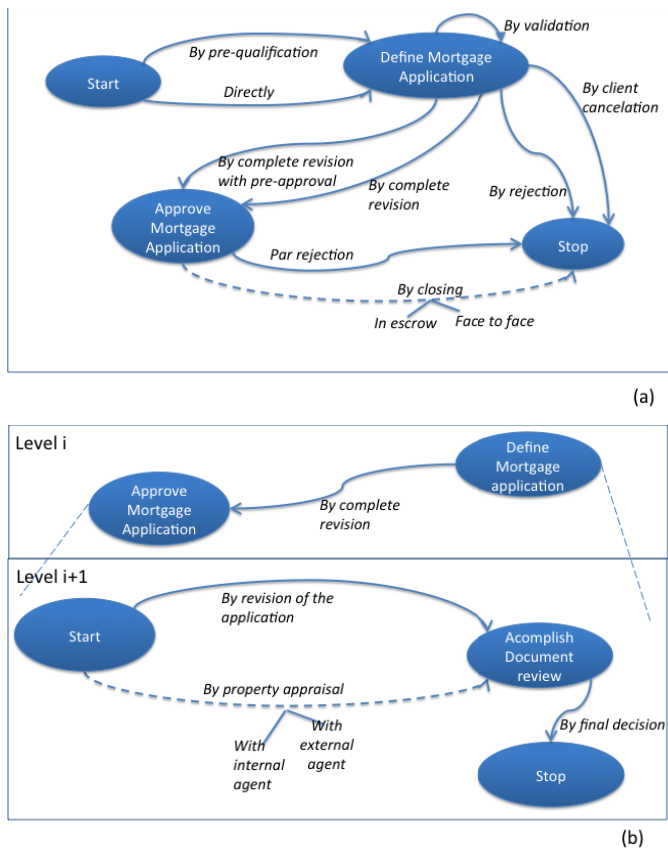 By validation
By pre-qualification
Define Mortgage
Application
Start
Directly
By client
cancelation
By complete revision
with pre-approval
By complete
revision
By rejection
Approve
Mortgage
Application
Par rejection
Stop
By closing
In escrow
Face to face
(a)
Level i
Define
Mortgage
application
Approve
Mortgage
Application
By complete
revision
Level i+1
By revision of the
application
Start
Acomplish
Document
review
By property appraisal
With
internal
agent
With
external
agent
By final decision
Stop
(b)